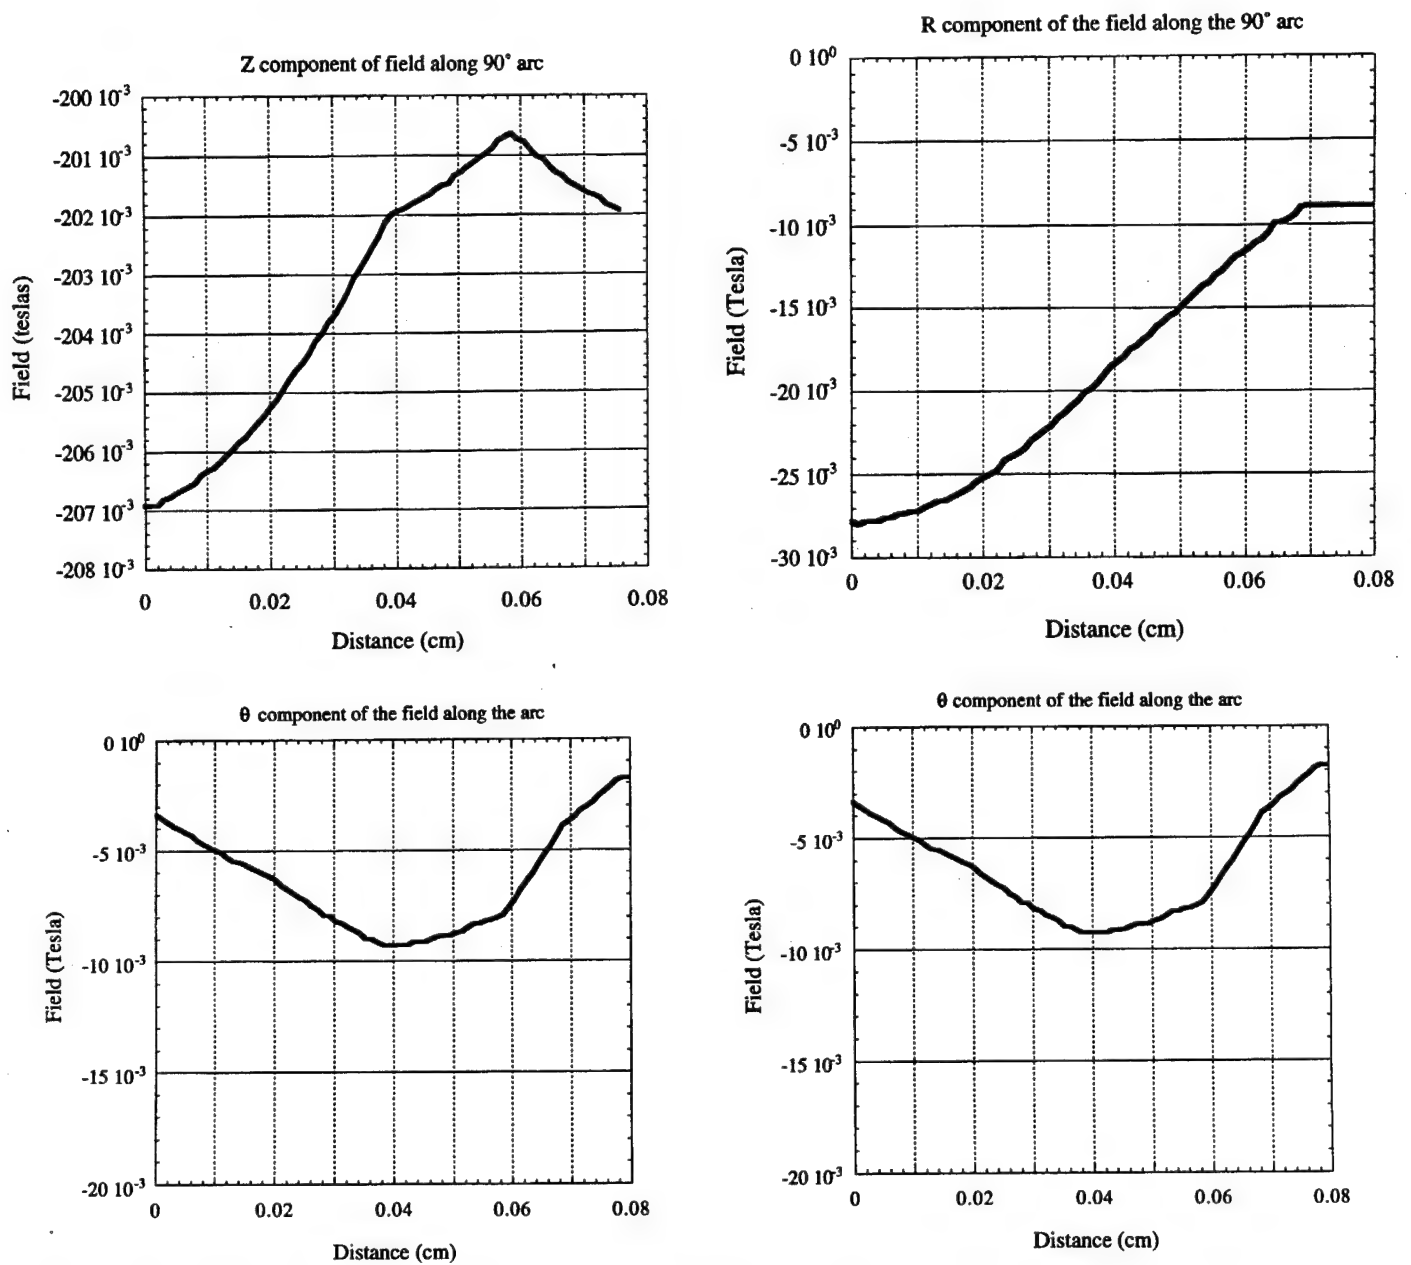 Z component of field along 90° arc
-200 10⁻³
-201 10⁻³
-202 10⁻³
-203 10⁻³
-204 10⁻³
-205 10⁻³
-206 10⁻³
-207 10⁻³
-208 10⁻³
Field (teslas)
0 0.02 0.04 0.06 0.08
Distance (cm)
R component of the field along the 90° arc
0 10⁰
-5 10⁻³
-10 10⁻³
-15 10⁻³
-20 10⁻³
-25 10⁻³
-30 10⁻³
Field (Tesla)
0 0.02 0.04 0.06 0.08
Distance (cm)
θ component of the field along the arc
0 10⁰
-5 10⁻³
-10 10⁻³
-15 10⁻³
-20 10⁻³
Field (Tesla)
0 0.02 0.04 0.06 0.08
Distance (cm)
θ component of the field along the arc
0 10⁰
-5 10⁻³
-10 10⁻³
-15 10⁻³
-20 10⁻³
Field (Tesla)
0 0.02 0.04 0.06 0.08
Distance (cm)